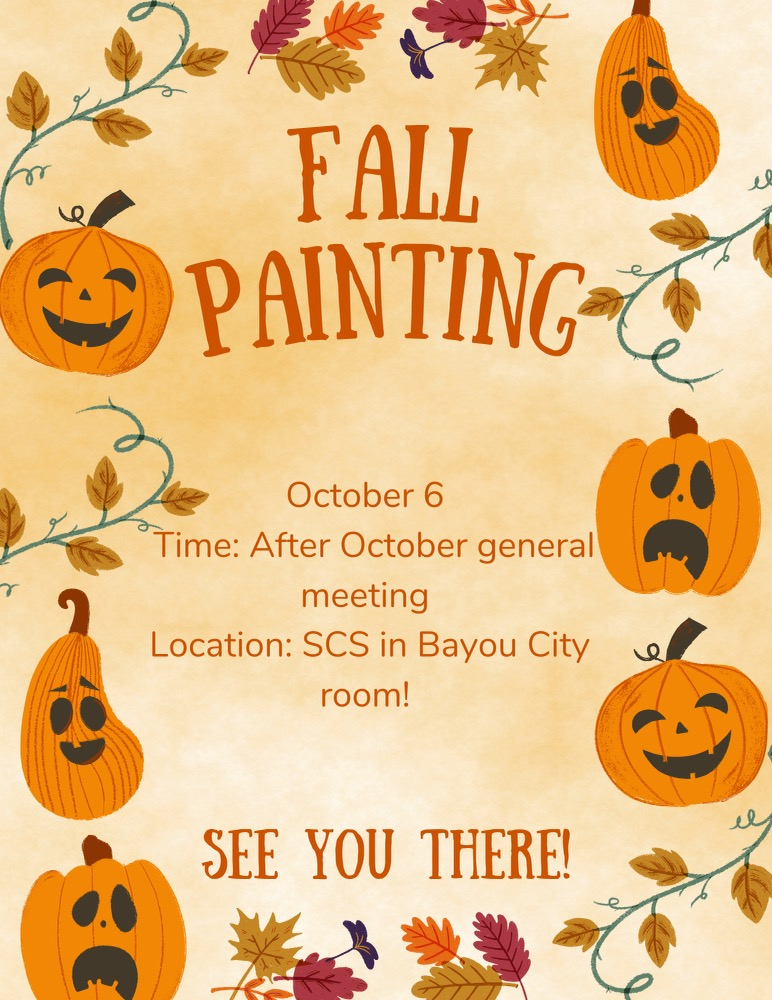 FALL
PAINTING
October 6
Time: After October general
meeting
Location: SCS in Bayou City
room!
SEE YOU THERE!